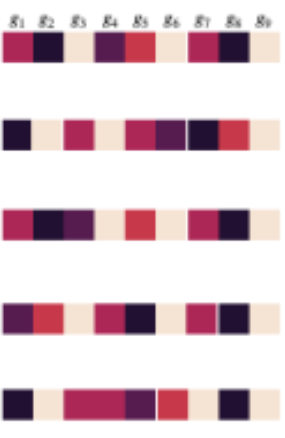 g₁ g₂ g₃ g₄ g₅ g₆ g₇ g₈ g₉